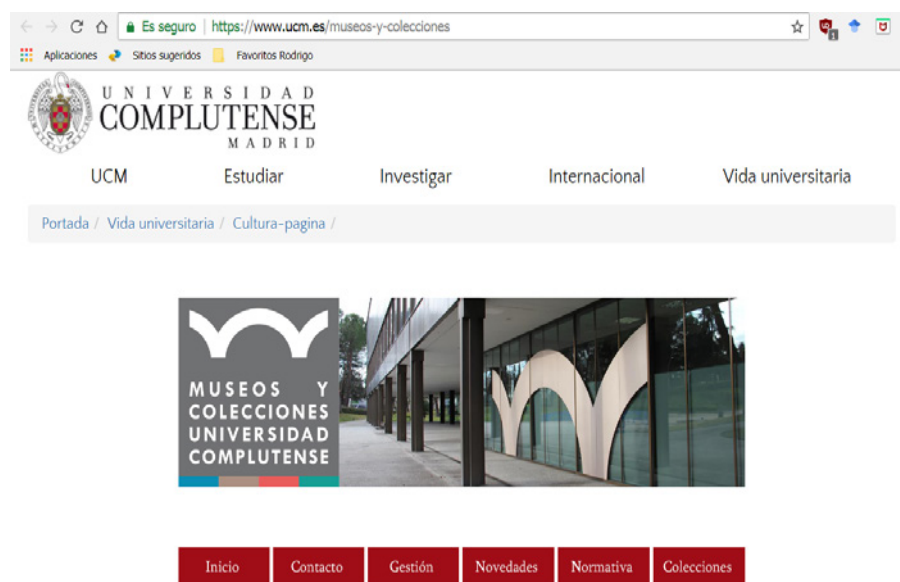 Es seguro | https://www.ucm.es/museos-y-colecciones
1
Aplicaciones Sitios sugeridos Favoritos Rodrigo
UNIVERSIDAD
COMPLUTENSE
MADRID
UCM Estudiar Investigar Internacional Vida universitaria
Portada / Vida universitaria / Cultura-pagina /
MUSEOS Y
COLECCIONES
UNIVERSIDAD
COMPLUTENSE
Inicio Contacto Gestión Novedades Normativa Colecciones